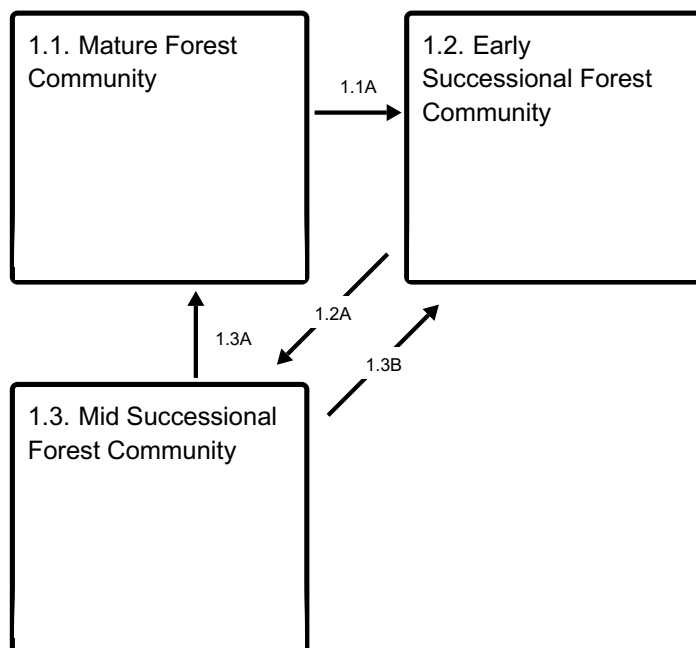 1.1. Mature Forest
Community
1.2. Early
Successional Forest
Community
1.1A
1.2A
1.3A
1.3B
1.3. Mid Successional
Forest Community